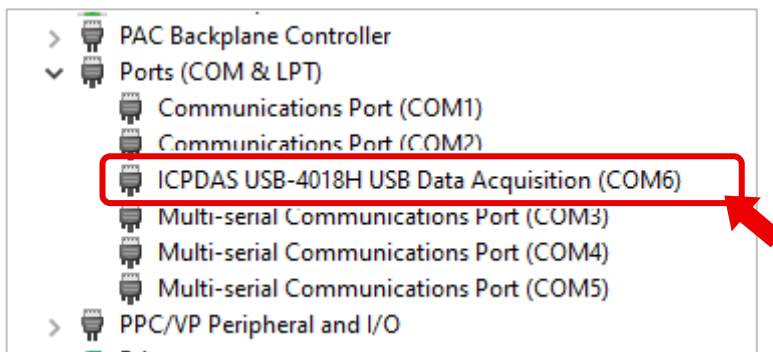 PAC Backplane Controller
Ports (COM & LPT)
Communications Port (COM1)
Communications Port (COM2)
ICPDAS USB-4018H USB Data Acquisition (COM6)
Multi-serial Communications Port (COM3)
Multi-serial Communications Port (COM4)
Multi-serial Communications Port (COM5)
PPC/VP Peripheral and I/O